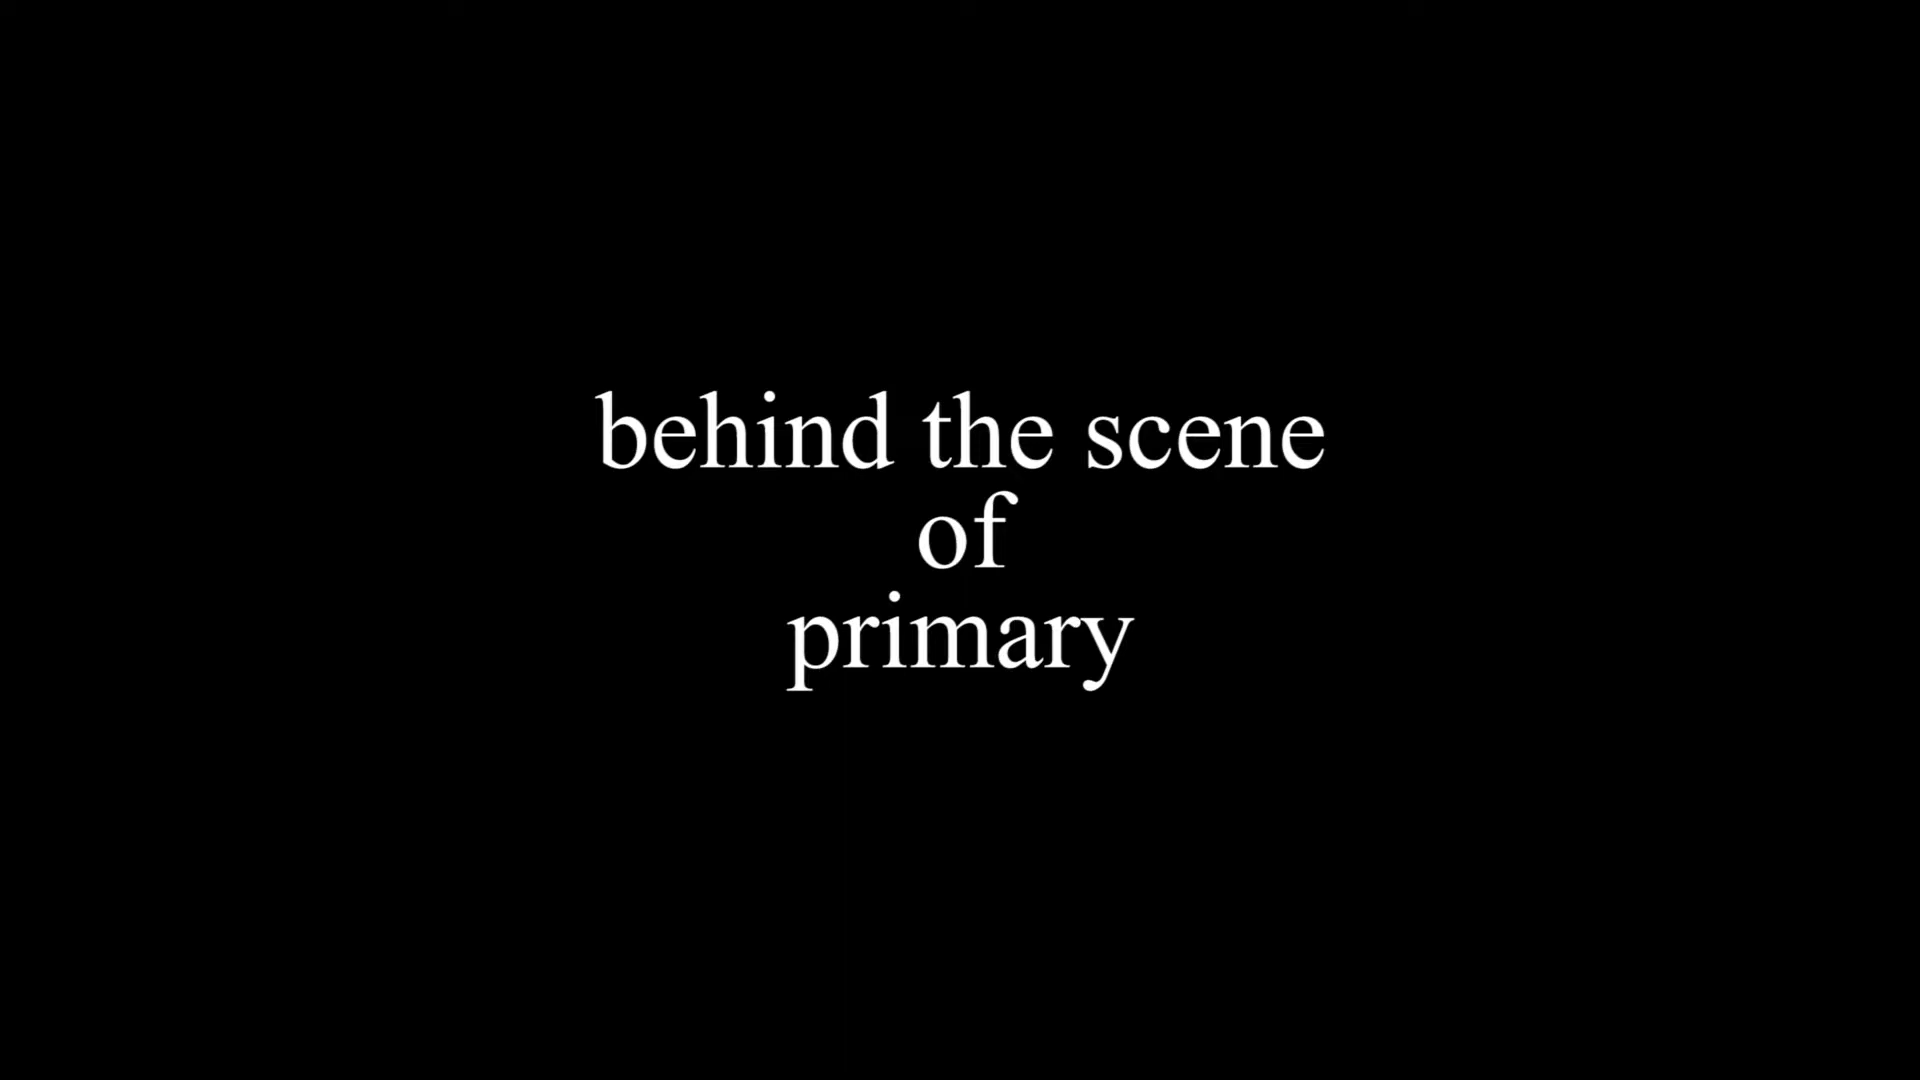 behind the scene
of
primary